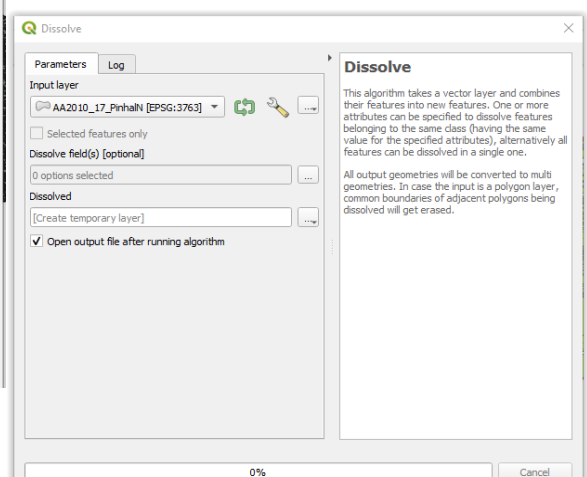 Dissolve
Parameters
Log
Input layer
AA2010_17_PinhalN [EPSG:3763]
...
Selected features only
Dissolve field(s) [optional]
0 options selected
...
Dissolved
[Create temporary layer]
...
Open output file after running algorithm
Dissolve
This algorithm takes a vector layer and combines
their features into new features. One or more
attributes can be specified to dissolve features
belonging to the same class (having the same
value for the specified attributes), alternatively all
features can be dissolved in a single one.
All output geometries will be converted to multi
geometries. In case the input is a polygon layer,
common boundaries of adjacent polygons being
dissolved will get erased.
0%
Cancel